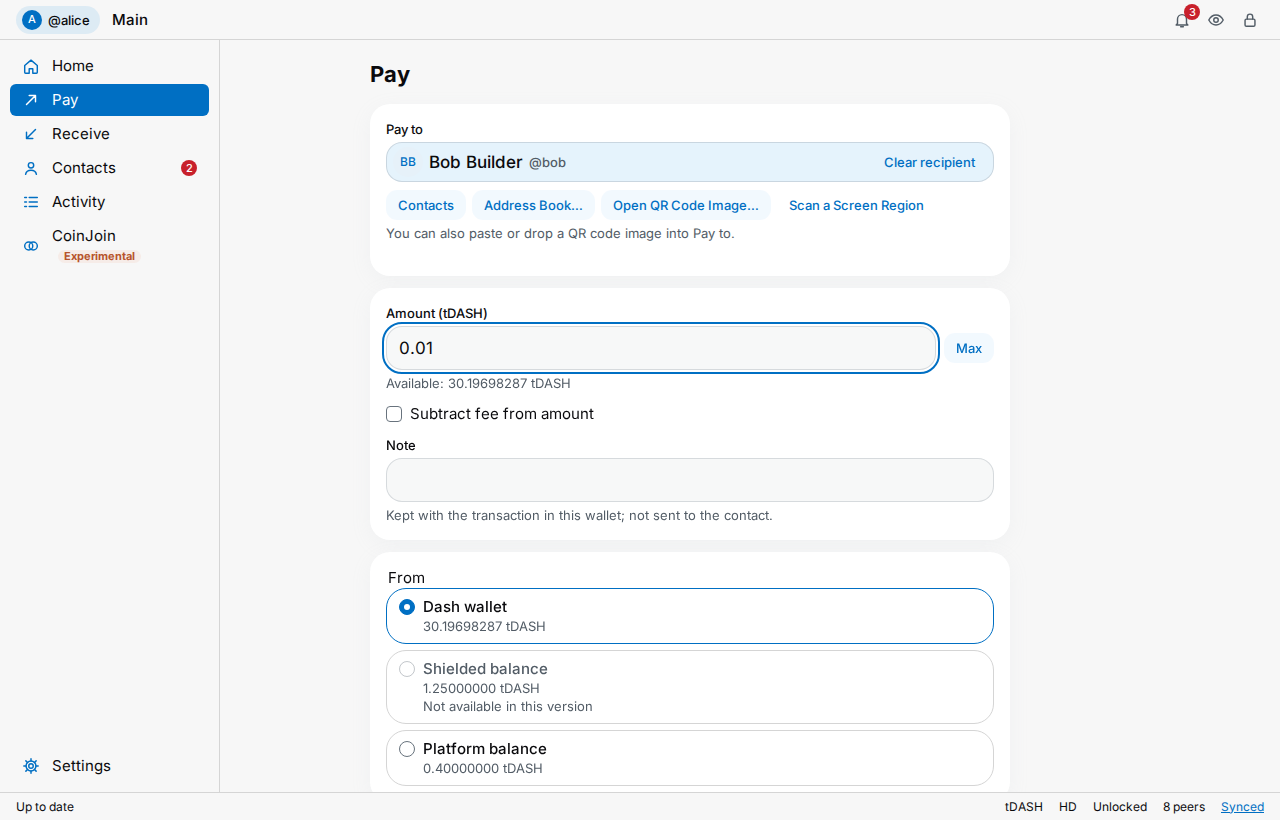 A @alice Main 3
Home
Pay
Receive
Contacts 2
Activity
CoinJoin
Experimental
Settings
Pay
Pay to
BB Bob Builder @bob Clear recipient
Contacts Address Book... Open QR Code Image... Scan a Screen Region
You can also paste or drop a QR code image into Pay to.
Amount (tDASH)
0.01 Max
Available: 30.19698287 tDASH
Subtract fee from amount
Note
Kept with the transaction in this wallet; not sent to the contact.
From
Dash wallet
30.19698287 tDASH
Shielded balance
1.25000000 tDASH
Not available in this version
Platform balance
0.40000000 tDASH
Up to date tDASH HD Unlocked 8 peers Synced